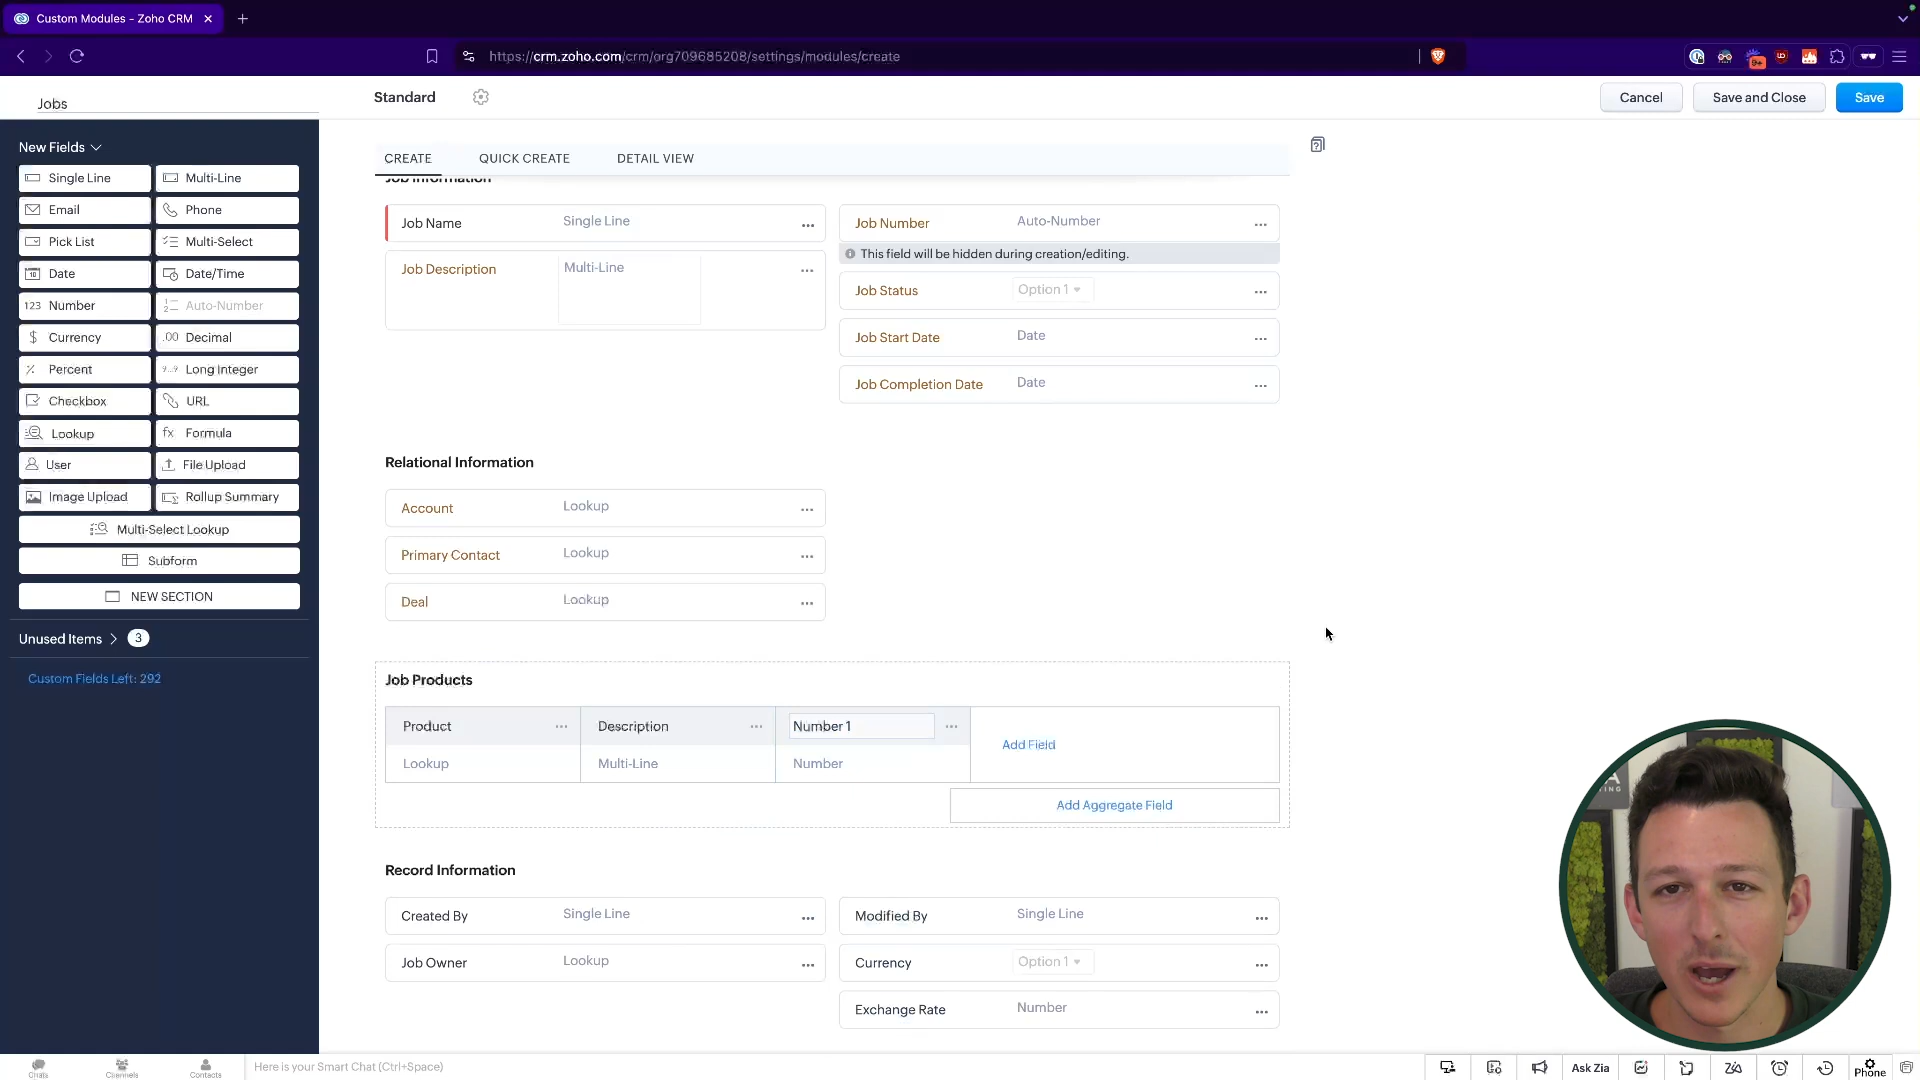 Custom Modules - Zoho CRM
https://crm.zoho.com/crm/org709685208/settings/modules/create
9+
Jobs
Standard
Cancel
Save and Close
Save
New Fields
Single Line
Multi-Line
Email
Phone
Pick List
Multi-Select
Date
Date/Time
123 Number
Auto-Number
$ Currency
.00 Decimal
Percent
Long Integer
Checkbox
URL
Lookup
fx Formula
User
File Upload
Image Upload
Rollup Summary
Multi-Select Lookup
Subform
NEW SECTION
Unused Items 3
Custom Fields Left: 292
CREATE
QUICK CREATE
DETAIL VIEW
Job Information
Job Name
Single Line
Job Number
Auto-Number
This field will be hidden during creation/editing.
Job Description
Multi-Line
Job Status
Option 1
Job Start Date
Date
Job Completion Date
Date
Relational Information
Account
Lookup
Primary Contact
Lookup
Deal
Lookup
Job Products
Product
Description
Number 1
Lookup
Multi-Line
Number
Add Field
Add Aggregate Field
Record Information
Created By
Single Line
Modified By
Single Line
Job Owner
Lookup
Currency
Option 1
Exchange Rate
Number
Chats
Channels
Contacts
Here is your Smart Chat (Ctrl+Space)
Ask Zia
Phone